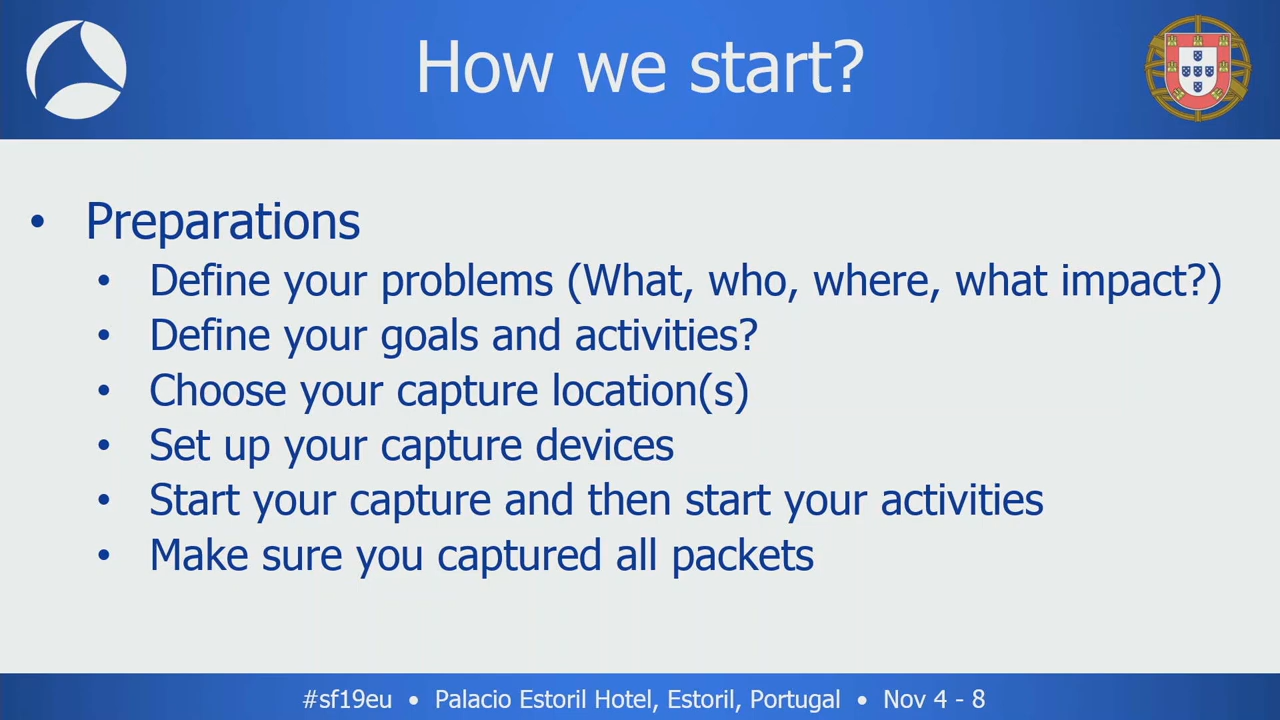 How we start?
• Preparations
• Define your problems (What, who, where, what impact?)
• Define your goals and activities?
• Choose your capture location(s)
• Set up your capture devices
• Start your capture and then start your activities
• Make sure you captured all packets
#sf19eu • Palacio Estoril Hotel, Estoril, Portugal • Nov 4 - 8